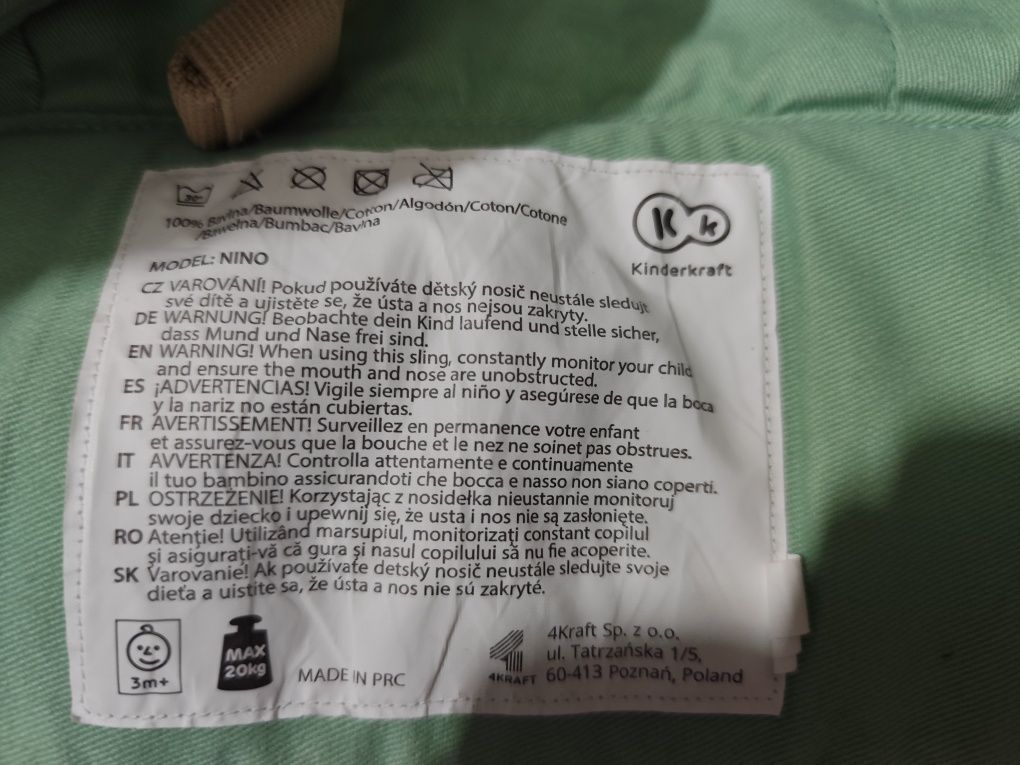 30°
100% Bavlna/Baumwolle/Cotton/Algodón/Coton/Cotone
/Bawełna/Bumbac/Bavlna
Kk
Kinderkraft
MODEL: NINO
CZ VAROVÁNÍ! Pokud používáte dětský nosič neustále sledujt
své dítě a ujistěte se, že ústa a nos nejsou zakryty.
DE WARNUNG! Beobachte dein Kind laufend und stelle sicher,
dass Mund und Nase frei sind.
EN WARNING! When using this sling, constantly monitor your child
and ensure the mouth and nose are unobstructed.
ES ¡ADVERTENCIAS! Vigile siempre al niño y asegúrese de que la boca
y la nariz no están cubiertas.
FR AVERTISSEMENT! Surveillez en permanence votre enfant
et assurez-vous que la bouche et le nez ne soinet pas obstrues.
IT AVVERTENZA! Controlla attentamente e continuamente
il tuo bambino assicurandoti che bocca e nasso non siano coperti.
PL OSTRZEŻENIE! Korzystając z nosidełka nieustannie monitoruj
swoje dziecko i upewnij się, że usta i nos nie są zasłonięte.
RO Atenție! Utilizând marsupiul, monitorizați constant copilul
și asigurați-vă că gura și nasul copilului să nu fie acoperite.
SK Varovanie! Ak používate detský nosič neustále sledujte svoje
dieťa a uistite sa, že ústa a nos nie sú zakryté.
3m+
MAX
20kg
MADE IN PRC
4KRAFT
4Kraft Sp. z o.o.
ul. Tatrzańska 1/5,
60-413 Poznań, Poland